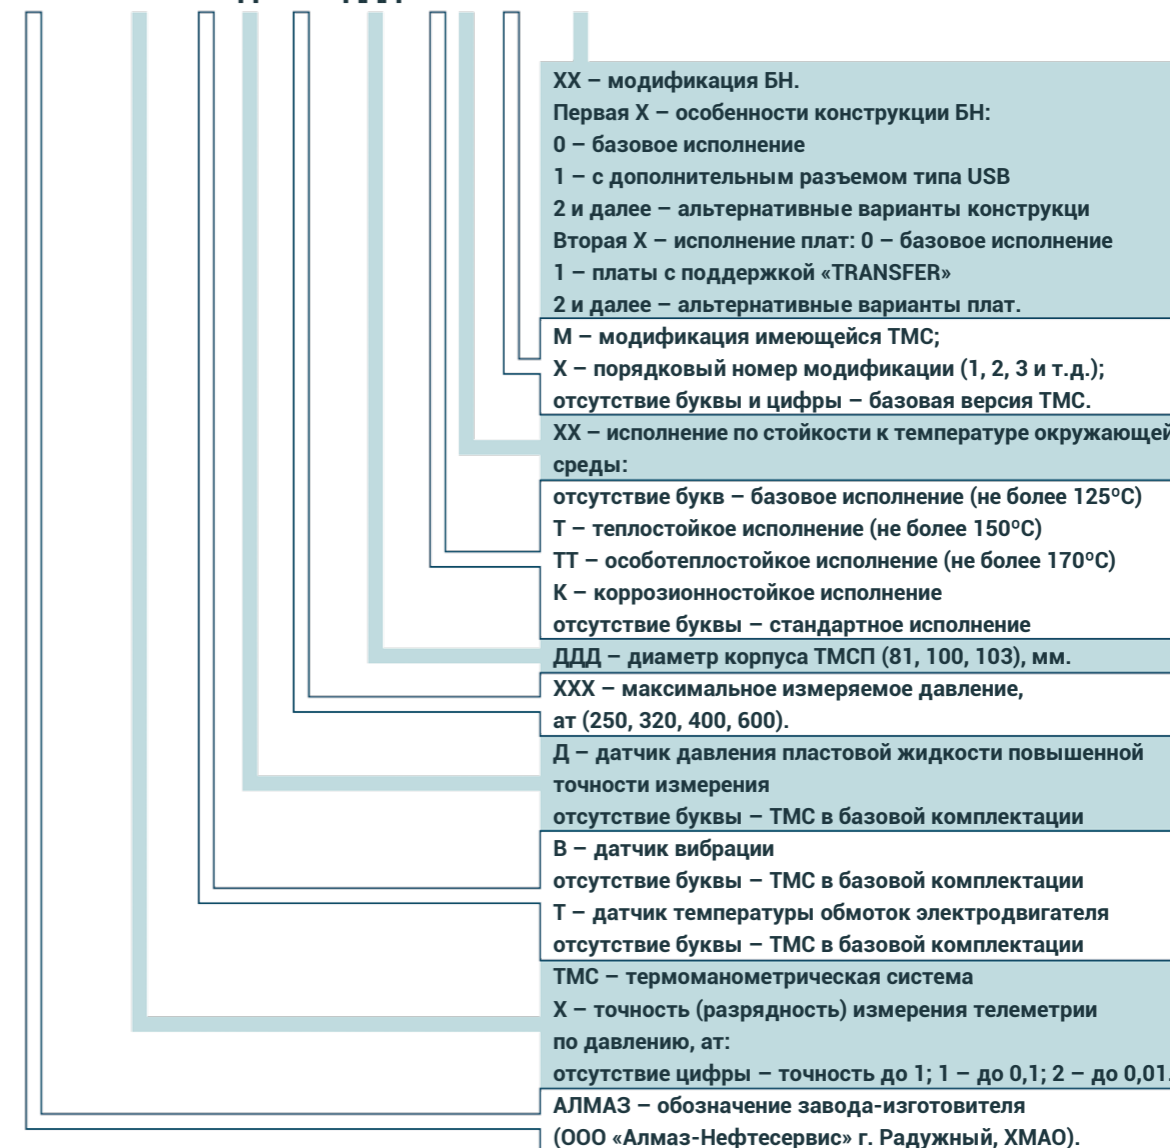 ХХ – модификация БН.
Первая Х – особенности конструкции БН:
0 – базовое исполнение
1 – с дополнительным разъемом типа USB
2 и далее – альтернативные варианты конструкци
Вторая Х – исполнение плат: 0 – базовое исполнение
1 – платы с поддержкой «TRANSFER»
2 и далее – альтернативные варианты плат.
М – модификация имеющейся ТМС;
Х – порядковый номер модификации (1, 2, 3 и т.д.);
отсутствие буквы и цифры – базовая версия ТМС.
ХХ – исполнение по стойкости к температуре окружающей
среды:
отсутствие букв – базовое исполнение (не более 125ºС)
Т – теплостойкое исполнение (не более 150ºС)
ТТ – особотеплостойкое исполнение (не более 170ºС)
К – коррозионностойкое исполнение
отсутствие буквы – стандартное исполнение
ДДД – диаметр корпуса ТМСП (81, 100, 103), мм.
ХХХ – максимальное измеряемое давление,
ат (250, 320, 400, 600).
Д – датчик давления пластовой жидкости повышенной
точности измерения
отсутствие буквы – ТМС в базовой комплектации
В – датчик вибрации
отсутствие буквы – ТМС в базовой комплектации
Т – датчик температуры обмоток электродвигателя
отсутствие буквы – ТМС в базовой комплектации
ТМС – термоманометрическая система
Х – точность (разрядность) измерения телеметрии
по давлению, ат:
отсутствие цифры – точность до 1; 1 – до 0,1; 2 – до 0,01.
АЛМАЗ – обозначение завода-изготовителя
(ООО «Алмаз-Нефтесервис» г. Радужный, ХМАО).